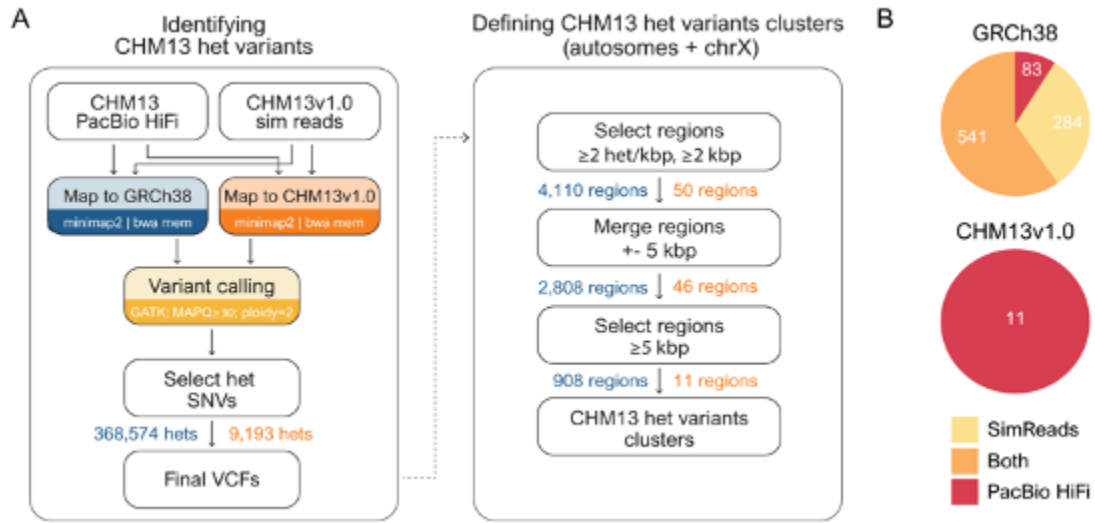 A
Identifying
CHM13 het variants
CHM13
PacBio HiFi
CHM13v1.0
sim reads
Map to GRCh38
minimap2 | bwa mem
Map to CHM13v1.0
minimap2 | bwa mem
Variant calling
GATK; MAPQ≥30; ploidy=2
Select het
SNVs
368,574 hets
9,193 hets
Final VCFs
Defining CHM13 het variants clusters
(autosomes + chrX)
Select regions
≥2 het/kbp, ≥2 kbp
4,110 regions
50 regions
Merge regions
+- 5 kbp
2,808 regions
46 regions
Select regions
≥5 kbp
908 regions
11 regions
CHM13 het variants
clusters
B
GRCh38
83
284
541
CHM13v1.0
11
SimReads
Both
PacBio HiFi